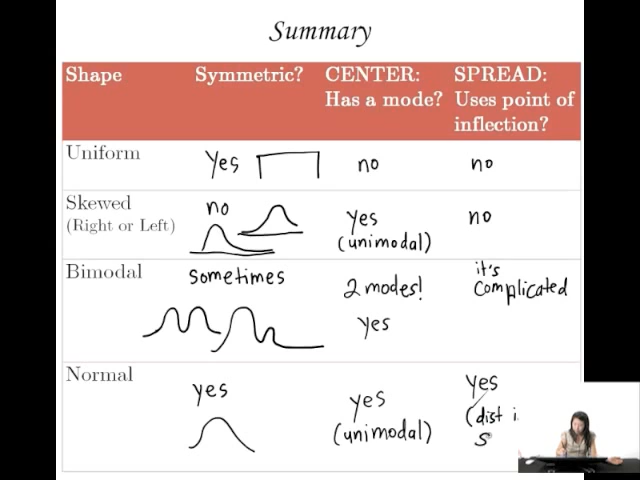 Summary
Shape Symmetric? CENTER: SPREAD:
Has a mode? Uses point of
inflection?
Uniform Yes no no
Skewed no yes no
(Right or Left) (unimodal)
Bimodal sometimes 2 modes! it's
complicated
yes
Normal yes yes yes
(unimodal) (dist i
S